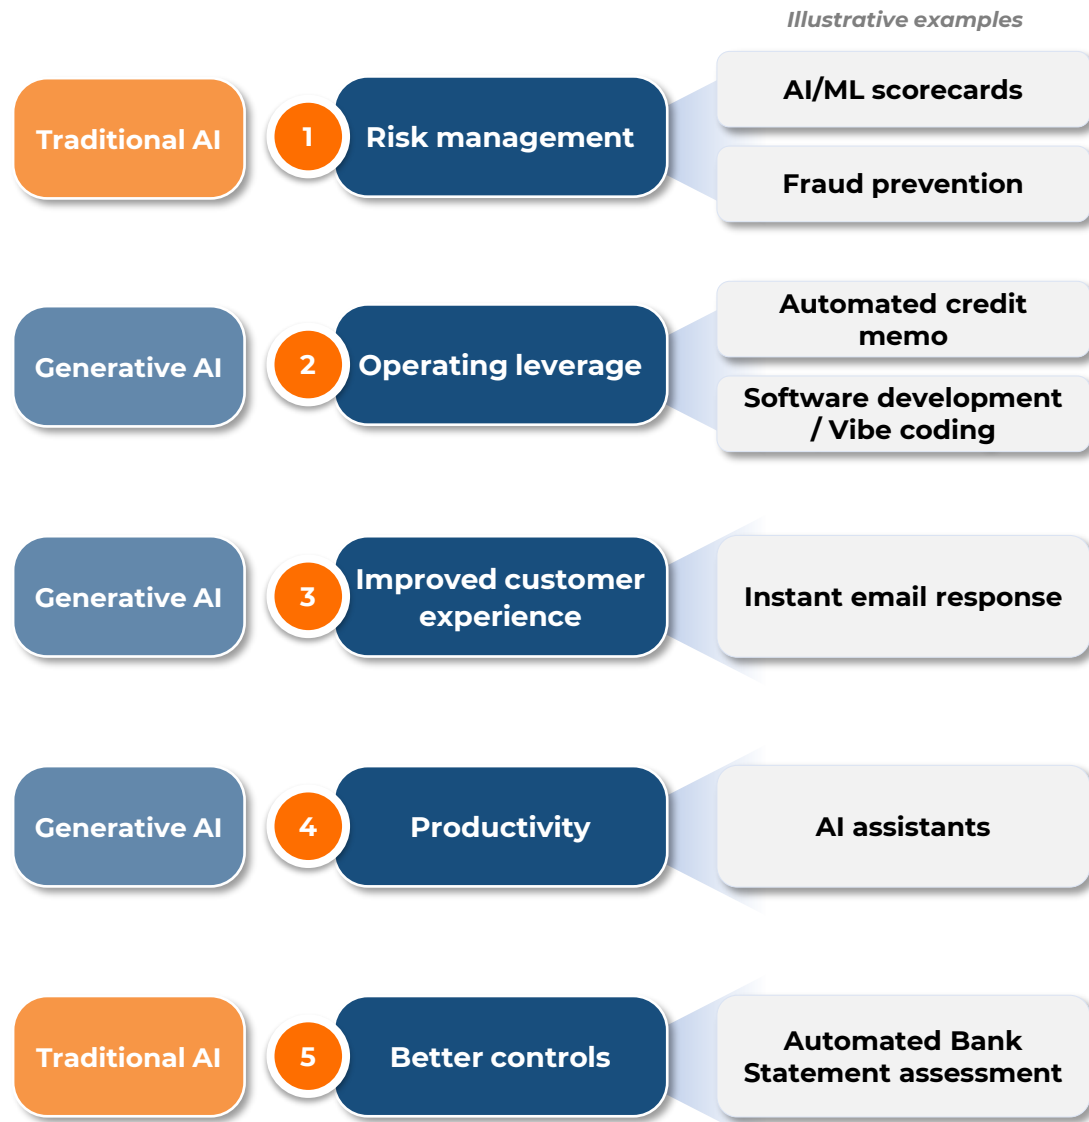 Illustrative examples
Traditional AI
1
Risk management
AI/ML scorecards
Fraud prevention
Generative AI
2
Operating leverage
Automated credit
memo
Software development
/ Vibe coding
Generative AI
3
Improved customer
experience
Instant email response
Generative AI
4
Productivity
AI assistants
Traditional AI
5
Better controls
Automated Bank
Statement assessment